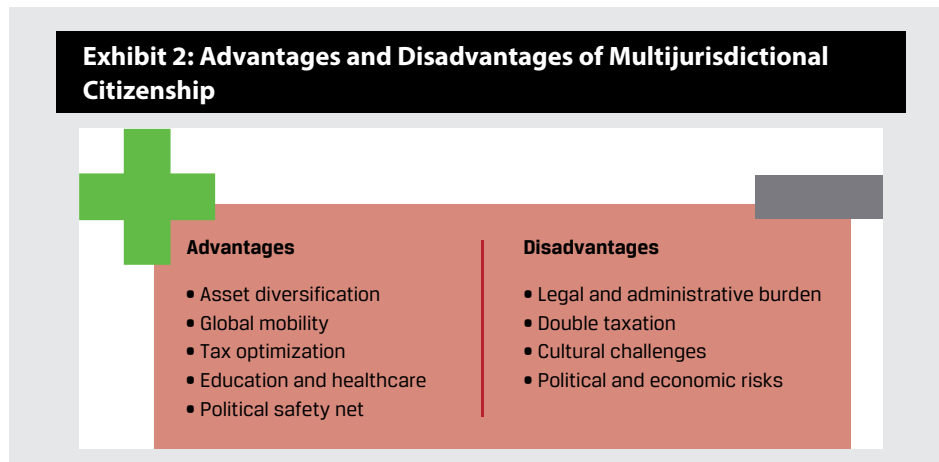 Exhibit 2: Advantages and Disadvantages of Multijurisdictional
Citizenship
Advantages
• Asset diversification
• Global mobility
• Tax optimization
• Education and healthcare
• Political safety net
Disadvantages
• Legal and administrative burden
• Double taxation
• Cultural challenges
• Political and economic risks